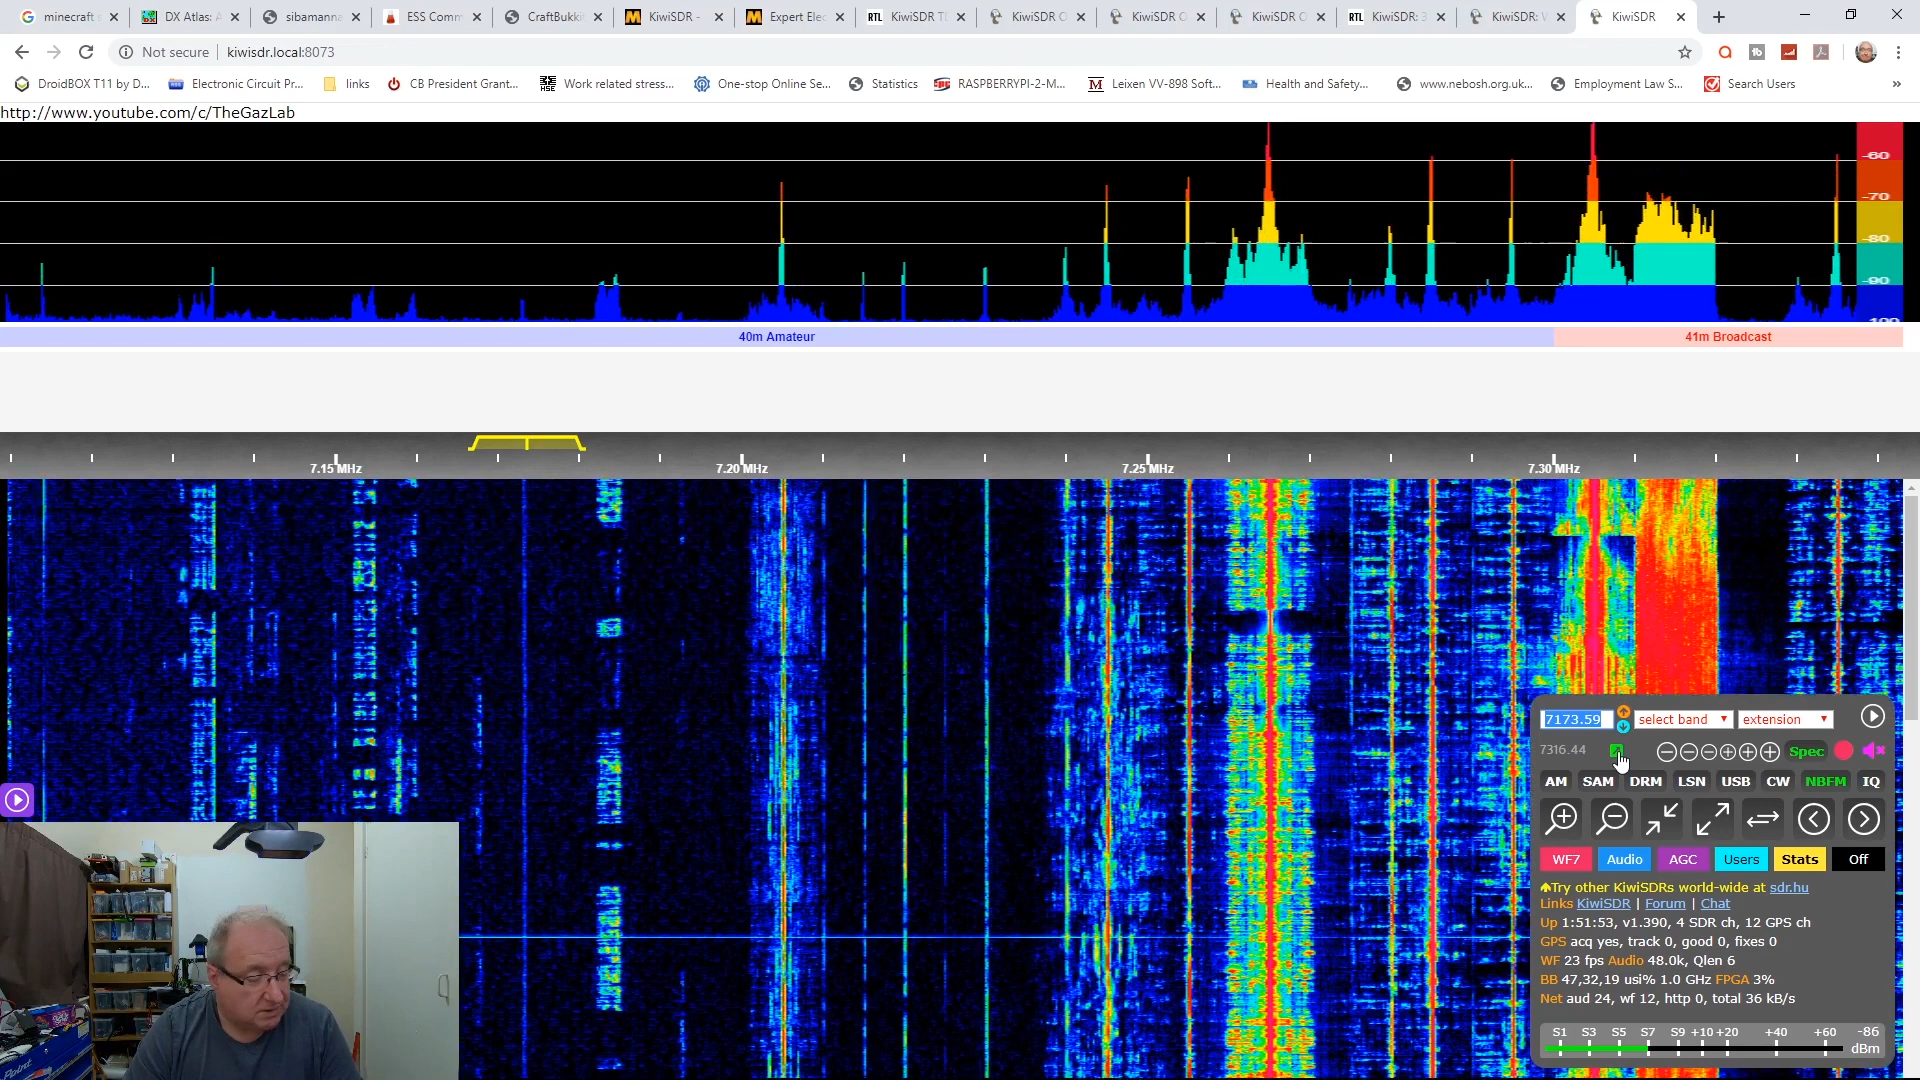 minecraft
DX Atlas: A
sibamanna
ESS Comm
CraftBukki
KiwiSDR -
Expert Elec
KiwiSDR T
KiwiSDR O
KiwiSDR O
KiwiSDR O
KiwiSDR: 3
KiwiSDR: W
KiwiSDR
Not secure
kiwisdr.local:8073
DroidBOX T11 by D...
Electronic Circuit Pr...
links
CB President Grant...
Work related stress...
One-stop Online Se...
Statistics
RASPBERRYPI-2-M...
Leixen VV-898 Soft...
Health and Safety...
www.nebosh.org.uk...
Employment Law S...
Search Users
»
http://www.youtube.com/c/TheGazLab
-60
-70
-80
-90
40m Amateur
41m Broadcast
7.15 MHz
7.20 MHz
7.25 MHz
7.30 MHz
7173.59
select band
extension
7316.44
Spec
AM SAM DRM LSN USB CW NBFM IQ
WF7 Audio AGC Users Stats Off
Try other KiwiSDRs world-wide at sdr.hu
Links KiwiSDR | Forum | Chat
Up 1:51:53, v1.390, 4 SDR ch, 12 GPS ch
GPS acq yes, track 0, good 0, fixes 0
WF 23 fps Audio 48.0k, Qlen 6
BB 47,32,19 usi% 1.0 GHz FPGA 3%
Net aud 24, wf 12, http 0, total 36 kB/s
S1 S3 S5 S7 S9 +10 +20 +40 +60 -86
dBm